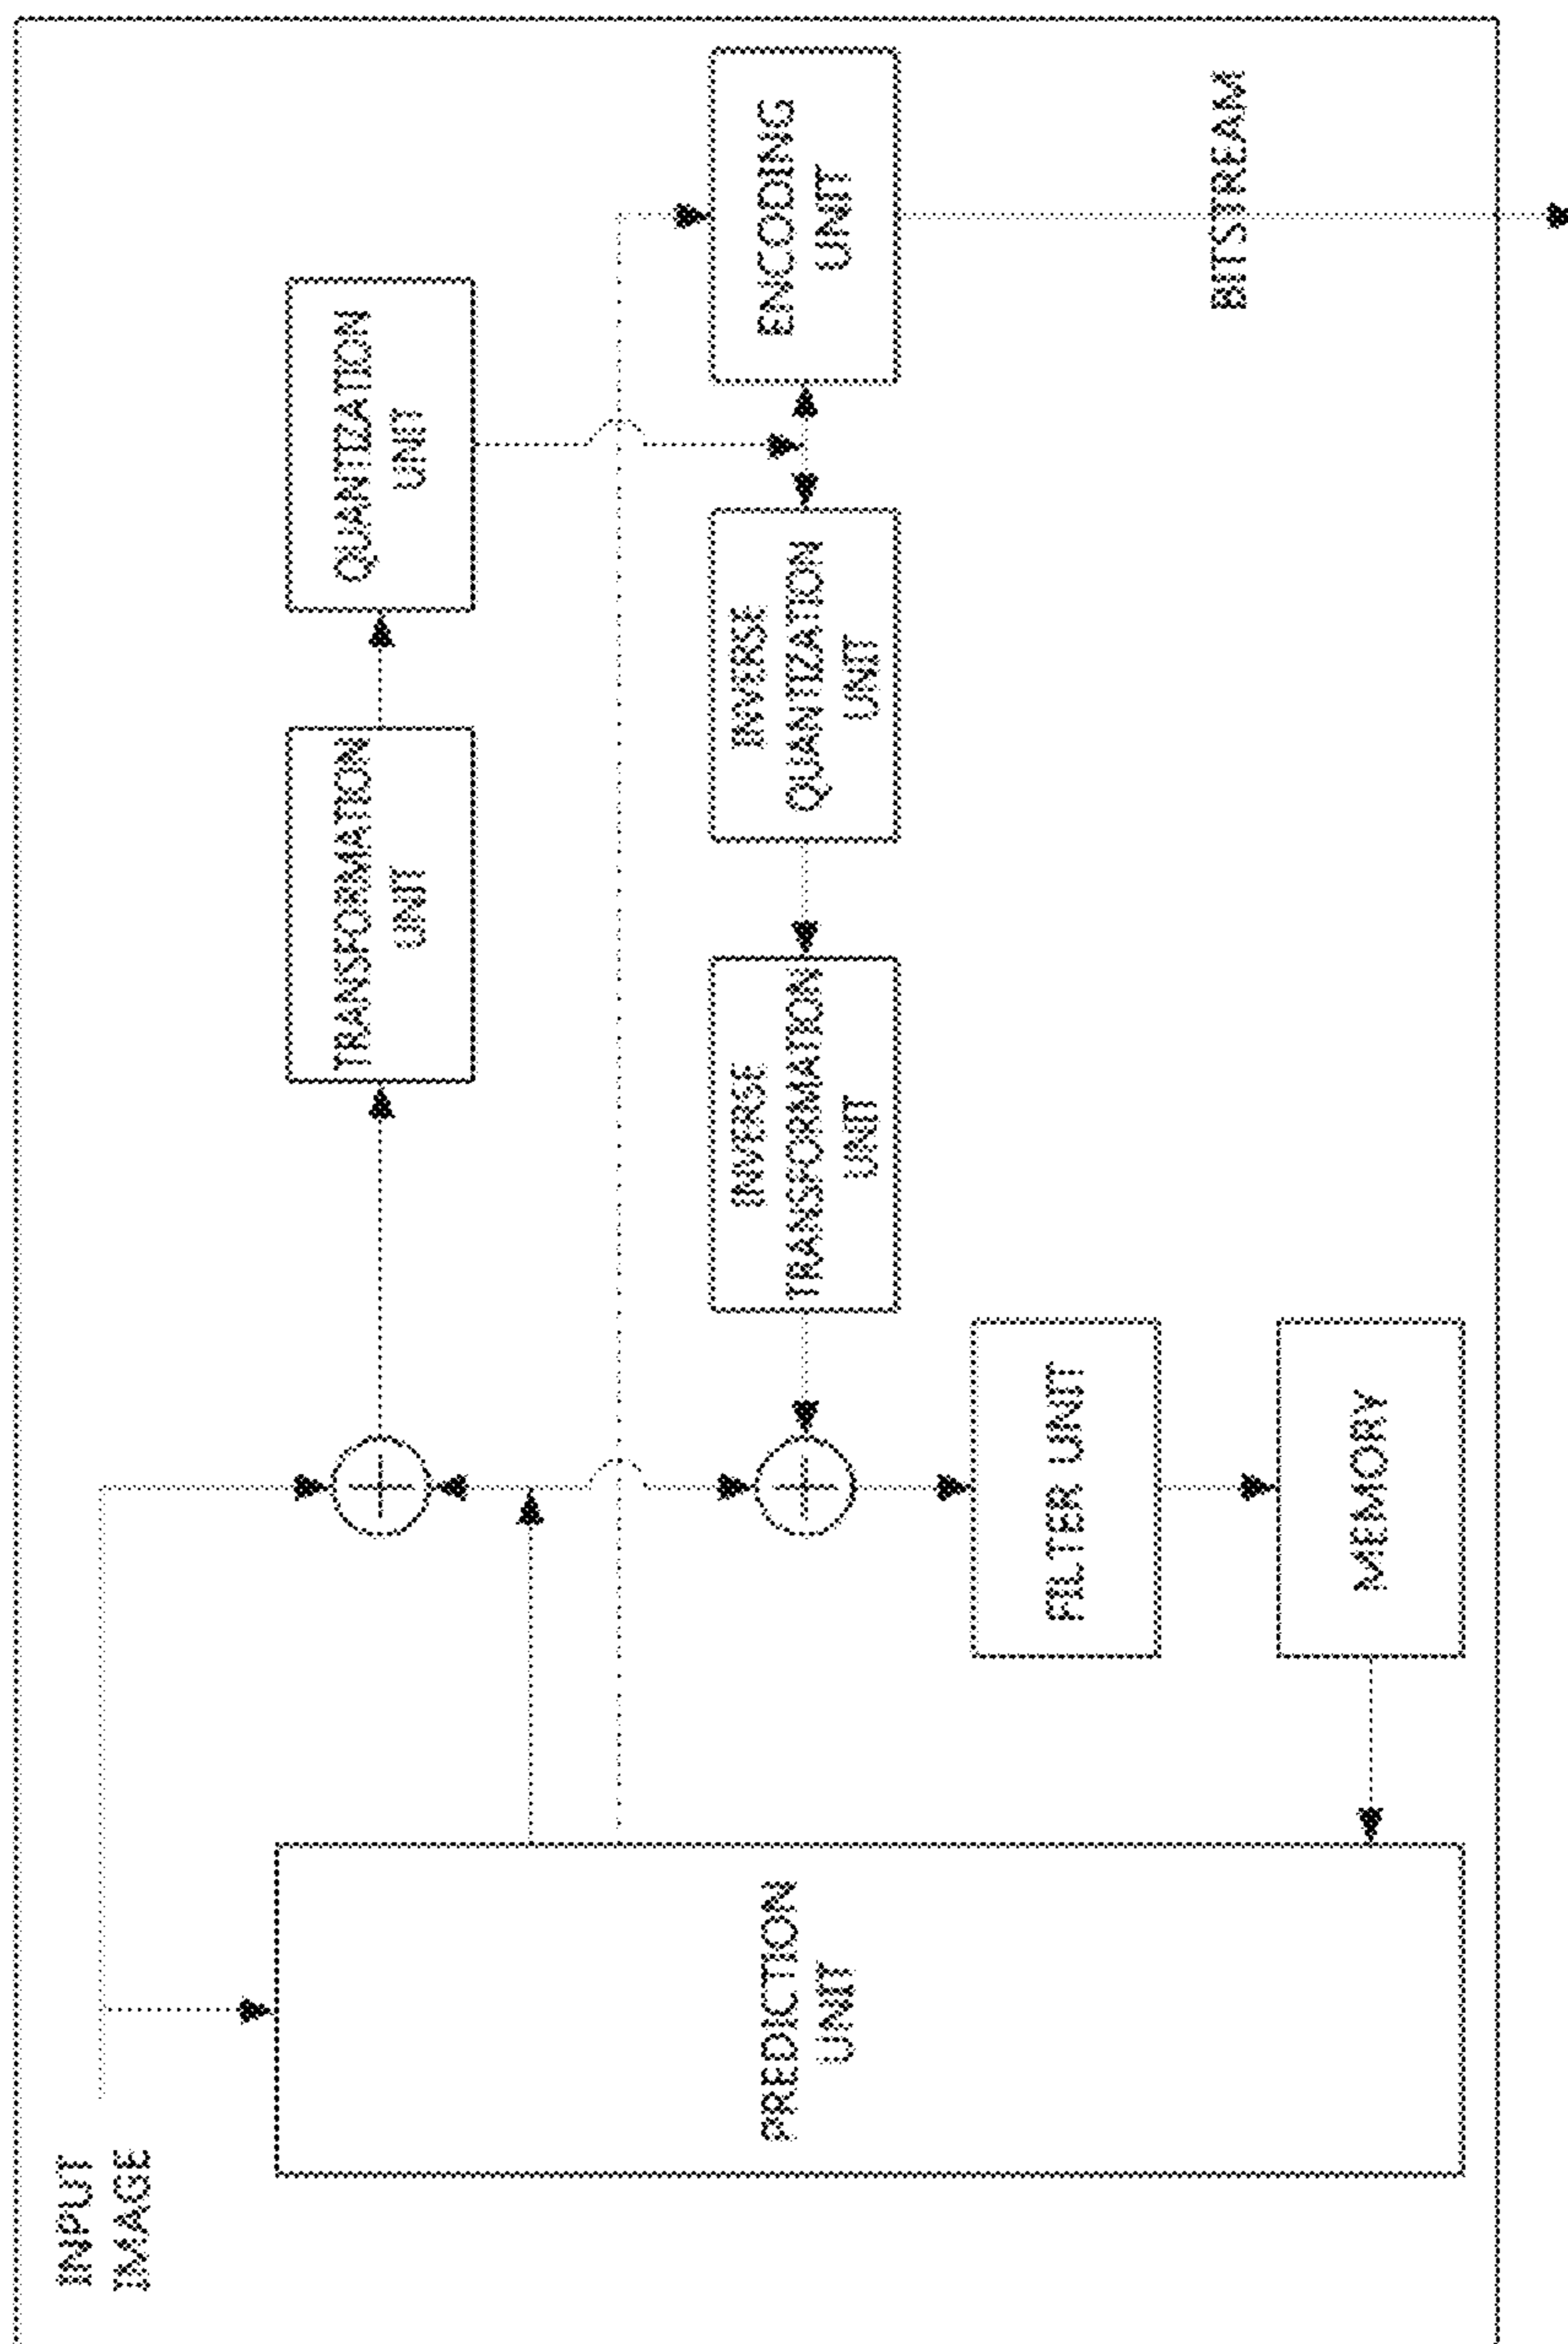 INPUT
IMAGE
TRANSFORMATION
UNIT
QUANTIZATION
UNIT
PREDICTION
UNIT
INVERSE
TRANSFORMATION
UNIT
INVERSE
QUANTIZATION
UNIT
ENCODING
UNIT
FILTER UNIT
BITSTREAM
MEMORY